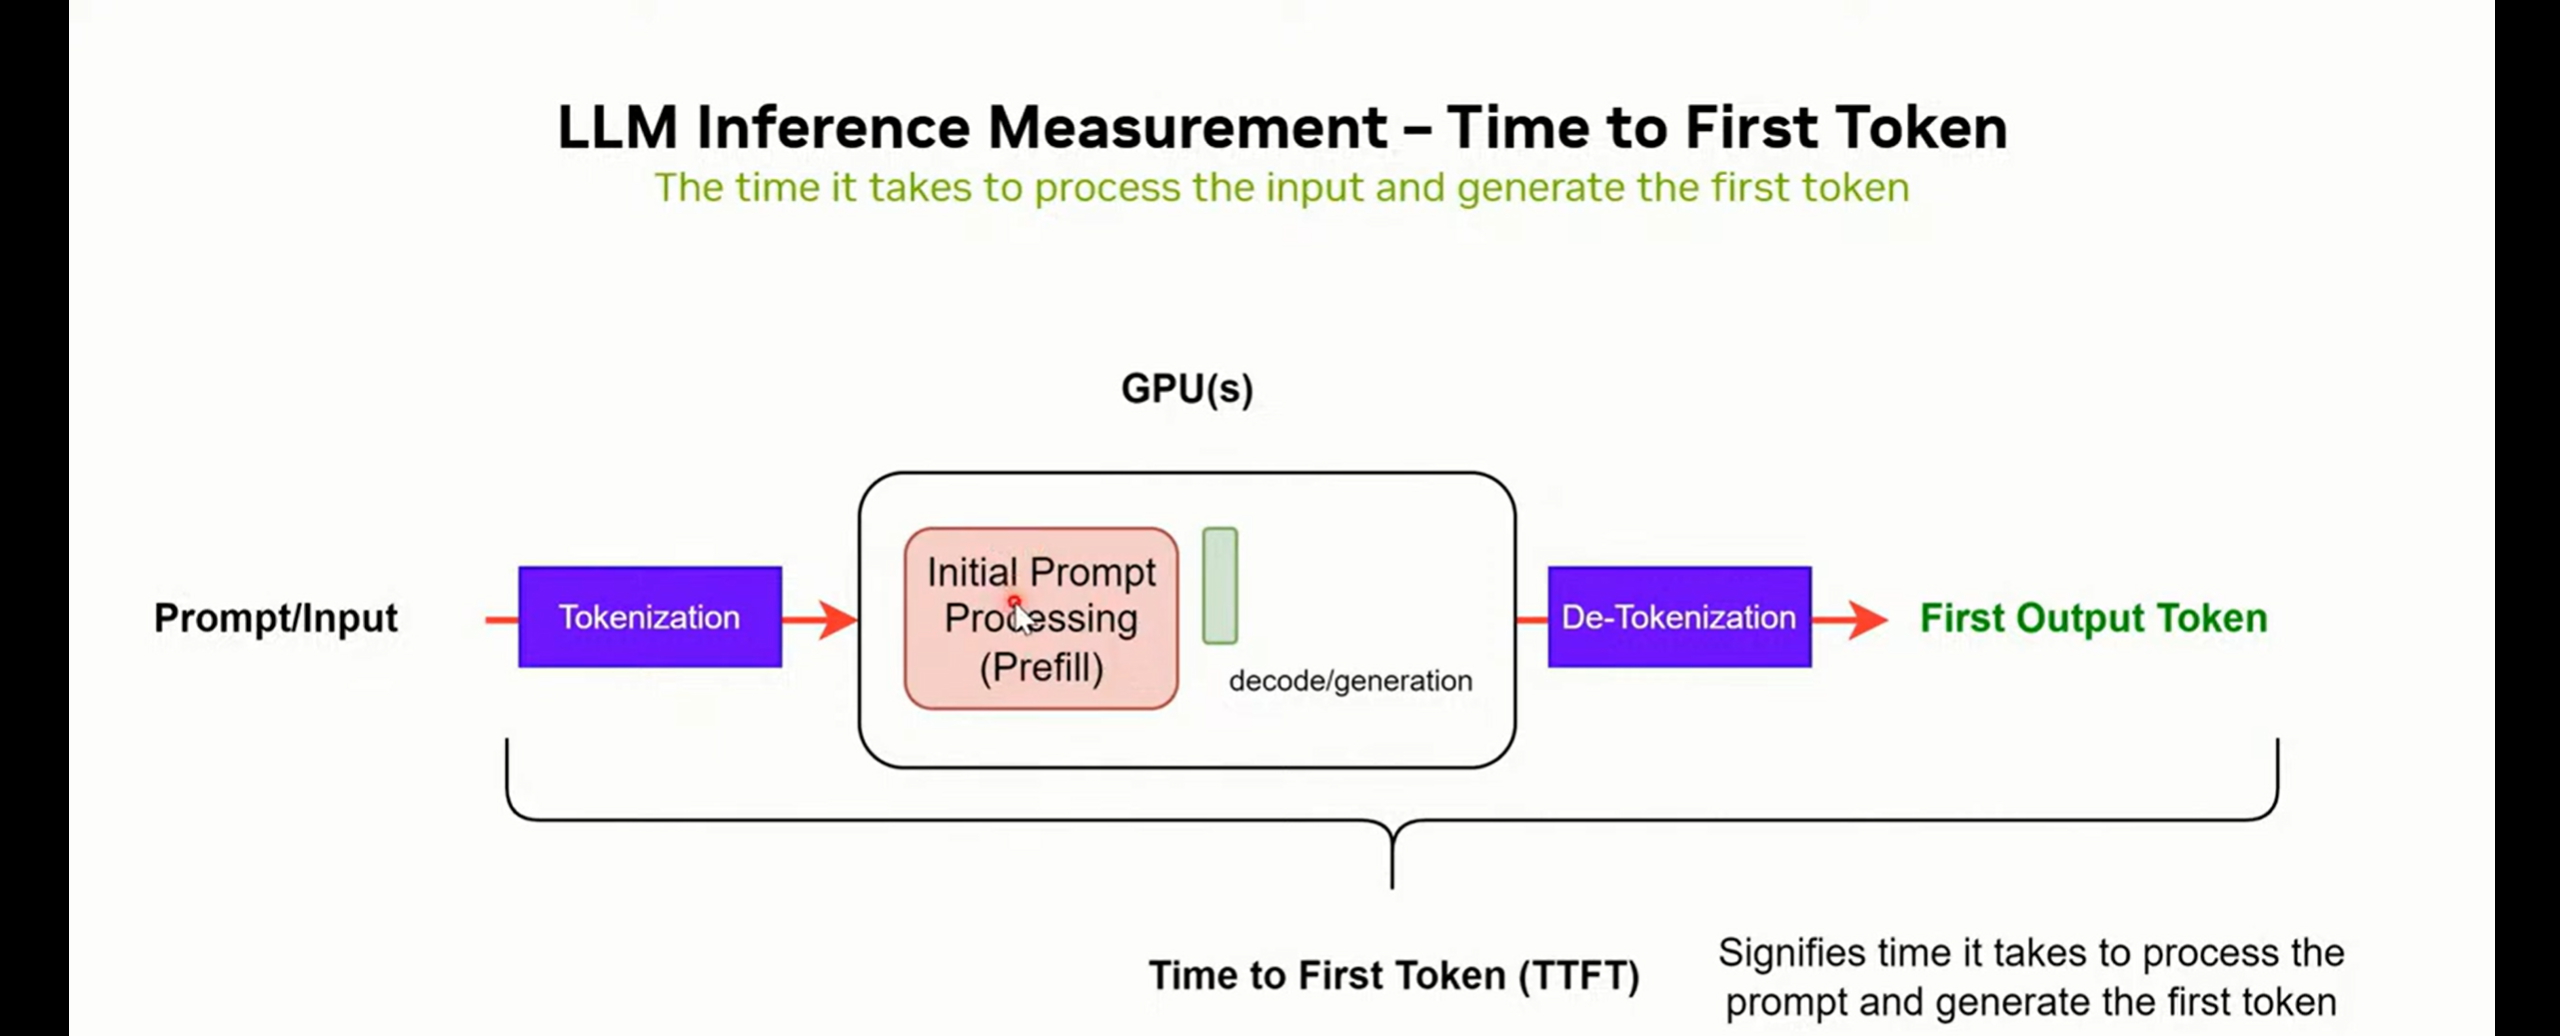 LLM Inference Measurement – Time to First Token
The time it takes to process the input and generate the first token
GPU(s)
Prompt/Input
Tokenization
Initial Prompt
Processing
(Prefill)
decode/generation
De-Tokenization
First Output Token
Time to First Token (TTFT)
Signifies time it takes to process the
prompt and generate the first token